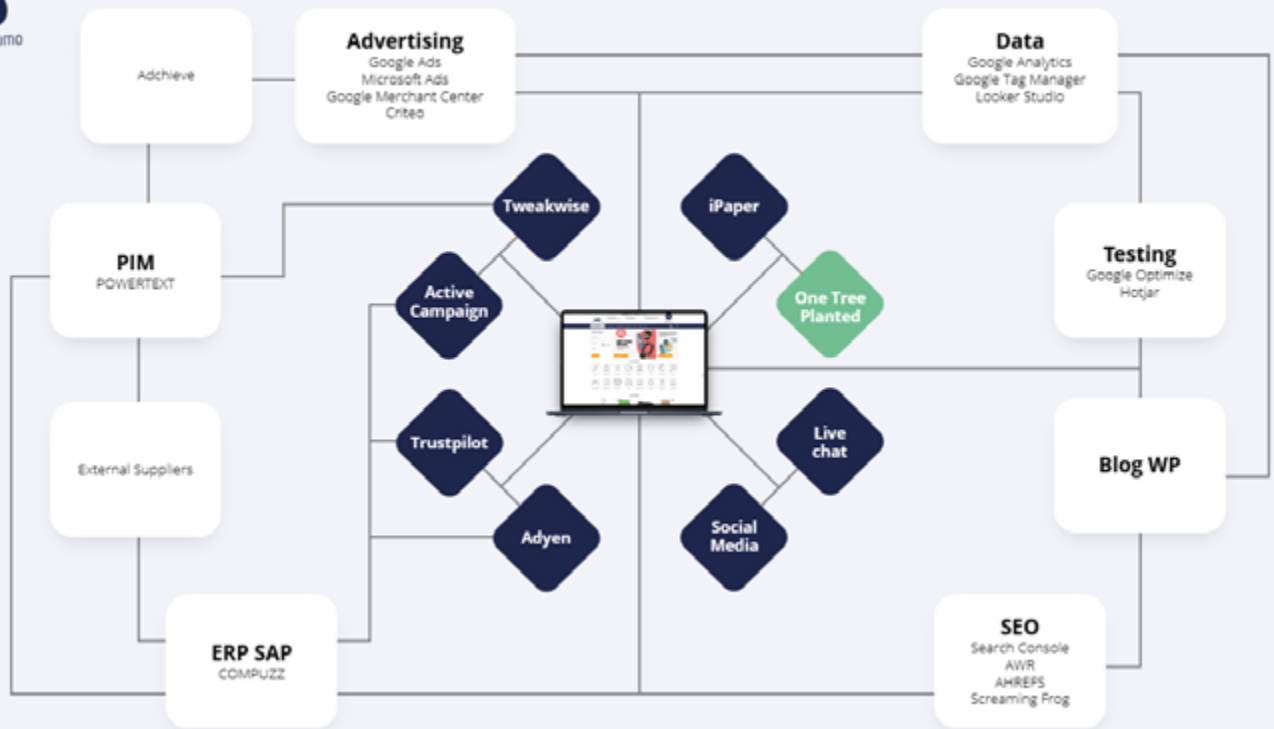 Adchieve
Advertising
Google Ads
Microsoft Ads
Google Merchant Center
Criteo
Data
Google Analytics
Google Tag Manager
Looker Studio
Tweakwise
iPaper
PIM
POWERTEXT
Testing
Google Optimize
Hotjar
Active
Campaign
One Tree
Planted
Trustpilot
Live
chat
External Suppliers
Blog WP
Adyen
Social
Media
ERP SAP
COMPUZZ
SEO
Search Console
AWR
AHREFS
Screaming Frog